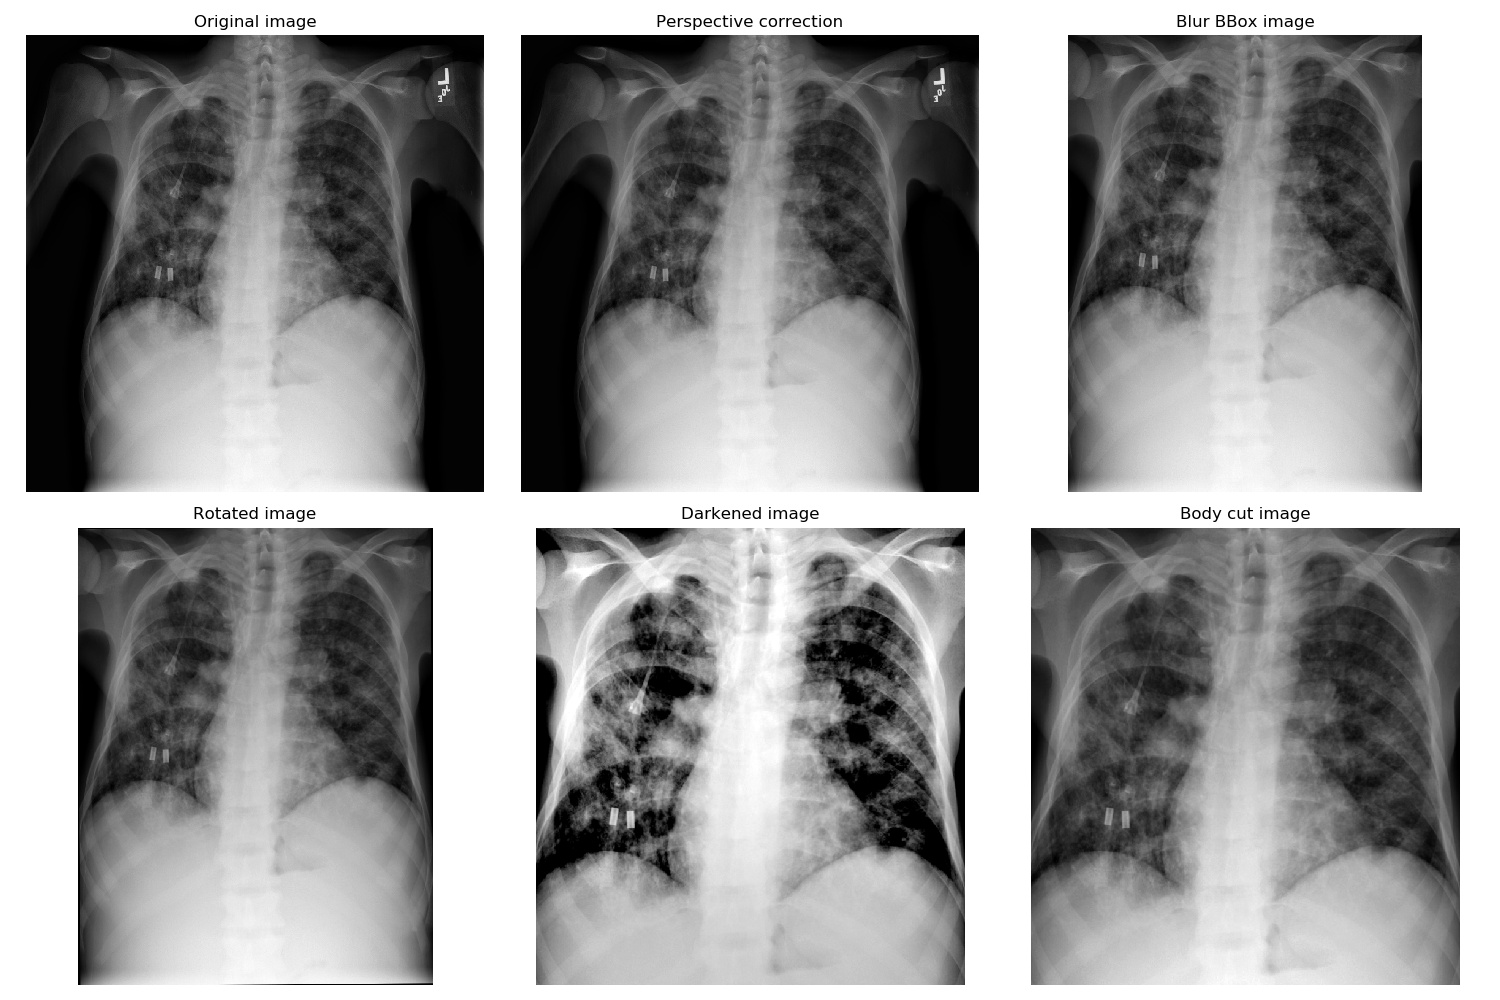 Original image
Perspective correction
Blur BBox image
L
L
Rotated image
Darkened image
Body cut image